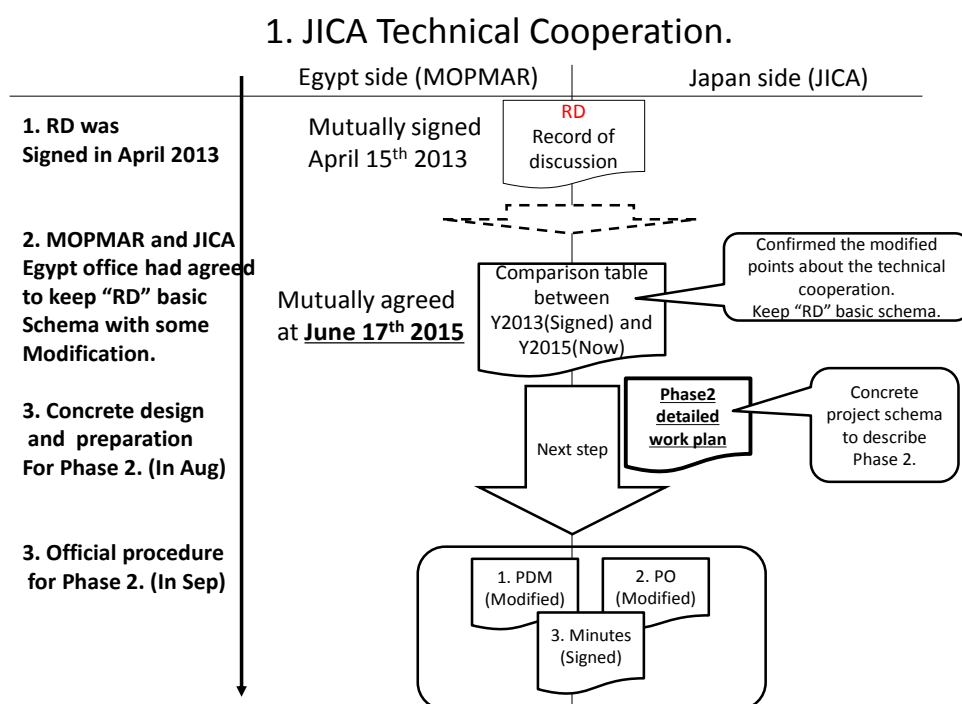 1. JICA Technical Cooperation.
Egypt side (MOPMAR)
Japan side (JICA)
1. RD was
Signed in April 2013
Mutually signed
April 15th 2013
RD
Record of
discussion
2. MOPMAR and JICA
Egypt office had agreed
to keep “RD” basic
Schema with some
Modification.
Mutually agreed
at June 17th 2015
Comparison table
between
Y2013(Signed) and
Y2015(Now)
Confirmed the modified
points about the technical
cooperation.
Keep “RD” basic schema.
3. Concrete design
and preparation
For Phase 2. (In Aug)
Next step
Phase2
detailed
work plan
Concrete
project schema
to describe
Phase 2.
3. Official procedure
for Phase 2. (In Sep)
1. PDM
(Modified)
2. PO
(Modified)
3. Minutes
(Signed)